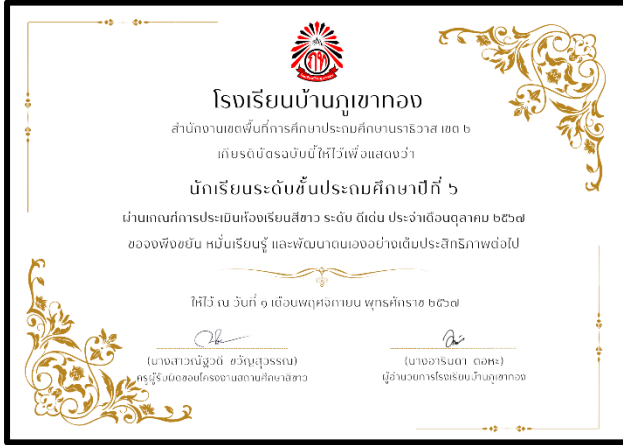 โรงเรียนบ้านภูเขาทอง
สำนักงานเขตพื้นที่การศึกษาประถมศึกษานราธิวาส เขต ๒
เกียรติบัตรฉบับนี้ให้ไว้เพื่อแสดงว่า
นักเรียนระดับชั้นประถมศึกษาปีที่ ๖
ผ่านเกณฑ์การประเมินห้องเรียนสีขาว ระดับ ดีเด่น ประจำเดือนตุลาคม ๒๕๖๗
ขอจงพึงขยัน หมั่นเรียนรู้ และพัฒนาตนเองอย่างเต็มประสิทธิภาพต่อไป
ให้ไว้ ณ วันที่ ๑ เดือนพฤศจิกายน พุทธศักราช ๒๕๖๗
(นางสาวณัฐวดี ขวัญสุวรรณ)
(นางอารินดา ดอหะ)
ครูผู้รับผิดชอบโครงงานสถานศึกษาสีขาว
ผู้อำนวยการโรงเรียนบ้านภูเขาทอง